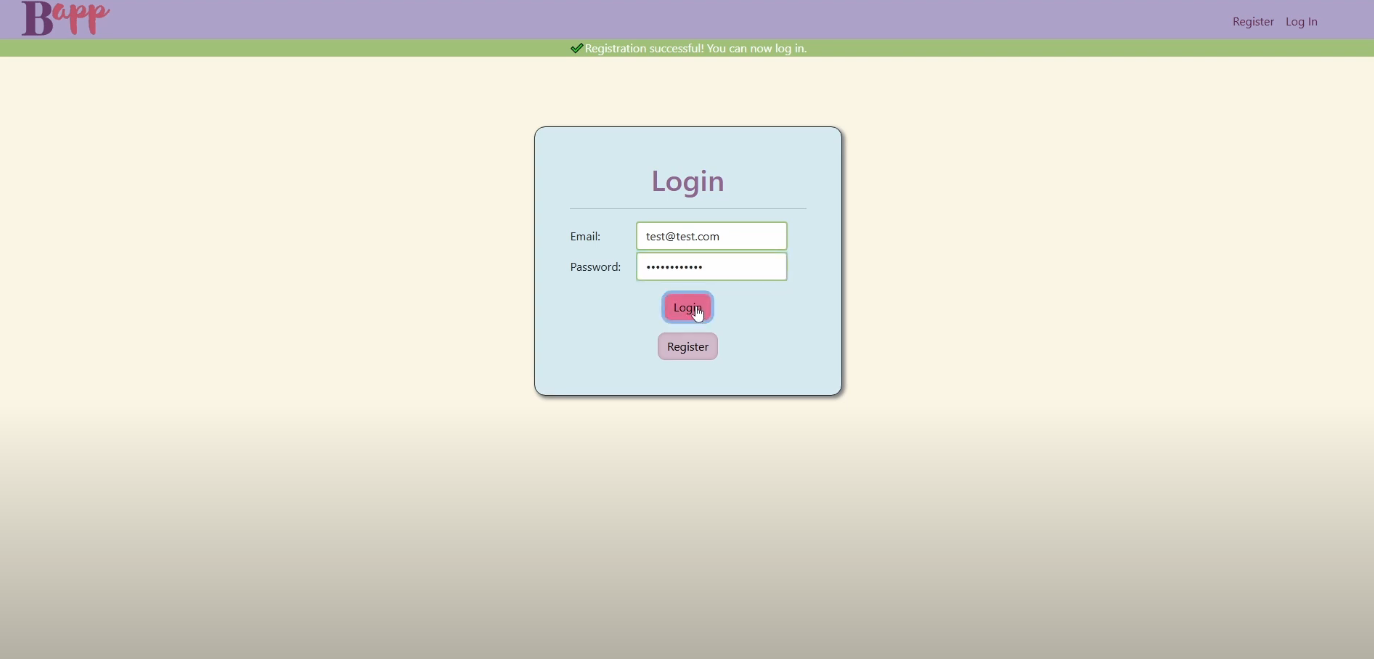 Bapp
Register Log In
Registration successful! You can now log in.
Login
Email: test@test.com
Password: ••••••••••••
Login
Register